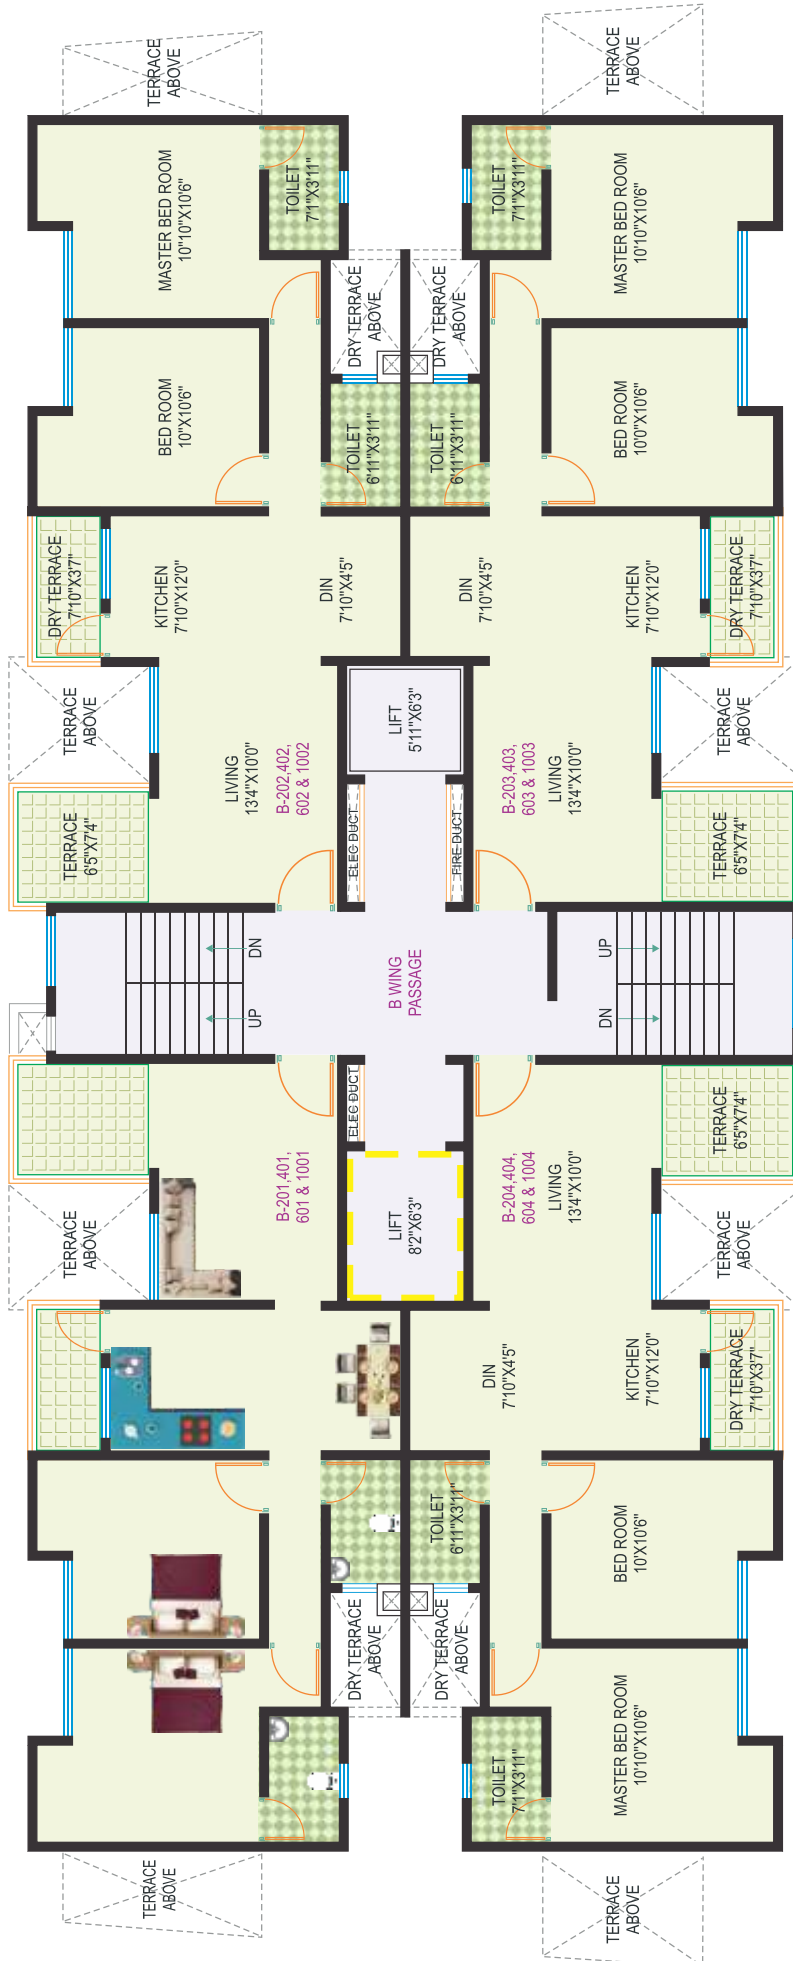 TERRACE
ABOVE
TERRACE
ABOVE
MASTER BED ROOM
10"10"X10'6"
TOILET
7'1"X3'11"
TOILET
7'1"X3'11"
MASTER BED ROOM
10'10"X10'6"
DRY TERRACE
ABOVE
DRY TERRACE
ABOVE
BED ROOM
10"X10'6"
TOILET
6'11"X3'11"
TOILET
6'11"X3'11"
BED ROOM
10'0"X10'6"
DRY TERRACE
7'10"X3'7"
KITCHEN
7'10"X12'0"
DIN
7'10"X4'5"
DIN
7'10"X4'5"
KITCHEN
7'10"X12'0"
DRY TERRACE
7'10"X3'7"
TERRACE
ABOVE
LIFT
5'11"X6'3"
TERRACE
ABOVE
TERRACE
6'5"X7'4"
LIVING
13'4"X10'0"
B-202,402,
602 & 1002
ELEC DUCT
FIRE DUCT
B-203,403,
603 & 1003
LIVING
13'4"X10'0"
TERRACE
6'5"X7'4"
DN
UP
B WING
PASSAGE
UP
DN
ELEC DUCT
TERRACE
6'5"X7'4"
B-201,401,
601 & 1001
B-204,404,
604 & 1004
LIVING
13'4"X10'0"
TERRACE
ABOVE
LIFT
8'2"X6'3"
TERRACE
ABOVE
DIN
7'10"X4'5"
KITCHEN
7'10"X12'0"
DRY TERRACE
7'10"X3'7"
TOILET
6'11"X3'11"
BED ROOM
10'X10'6"
DRY TERRACE
ABOVE
DRY TERRACE
ABOVE
TOILET
7'1"X3'11"
MASTER BED ROOM
10'10"X10'6"
TERRACE
ABOVE
TERRACE
ABOVE